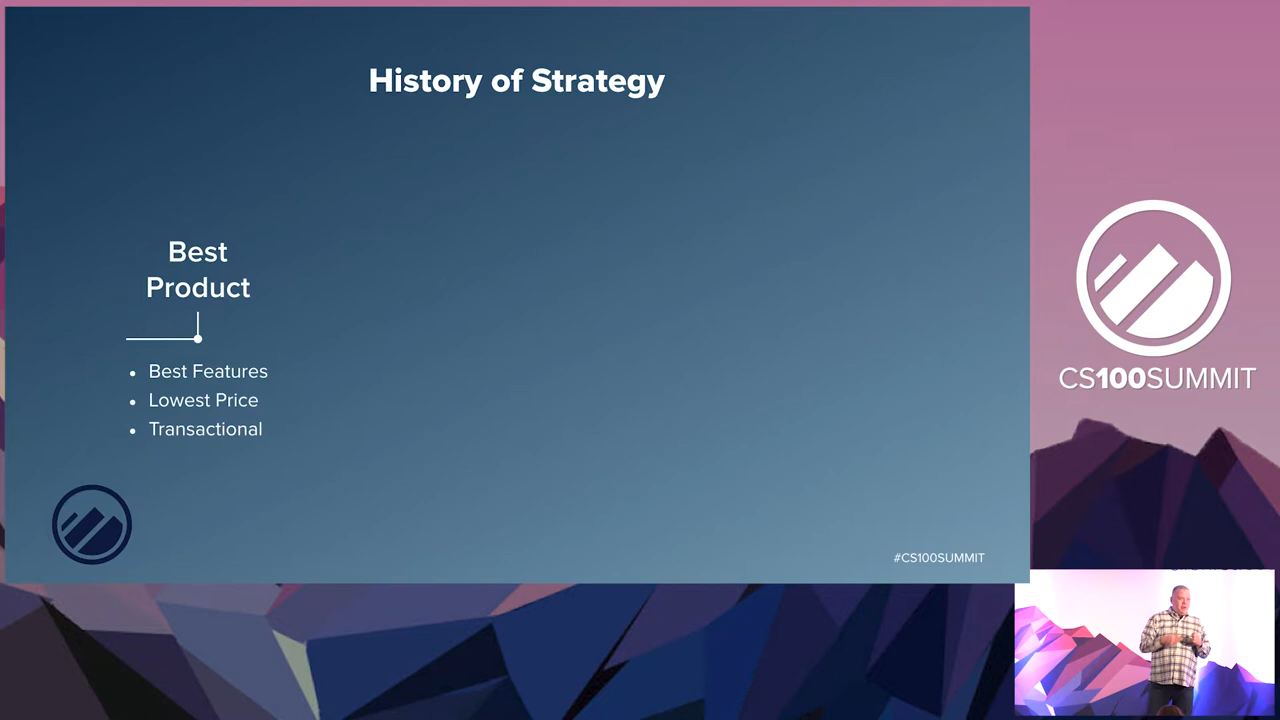 History of Strategy
Best
Product
• Best Features
• Lowest Price
• Transactional
#CS100SUMMIT
CS100SUMMIT